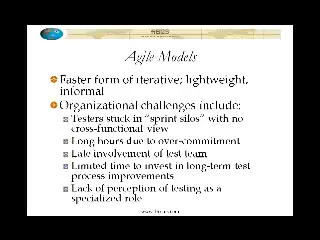 Agile Models
Faster form of iterative; lightweight,
informal
Organizational challenges include:
Testers stuck in “sprint silos” with no
cross-functional view
Long hours due to over-commitment
Late involvement of test team
Limited time to invest in long-term test
process improvements
Lack of perception of testing as a
specialized role